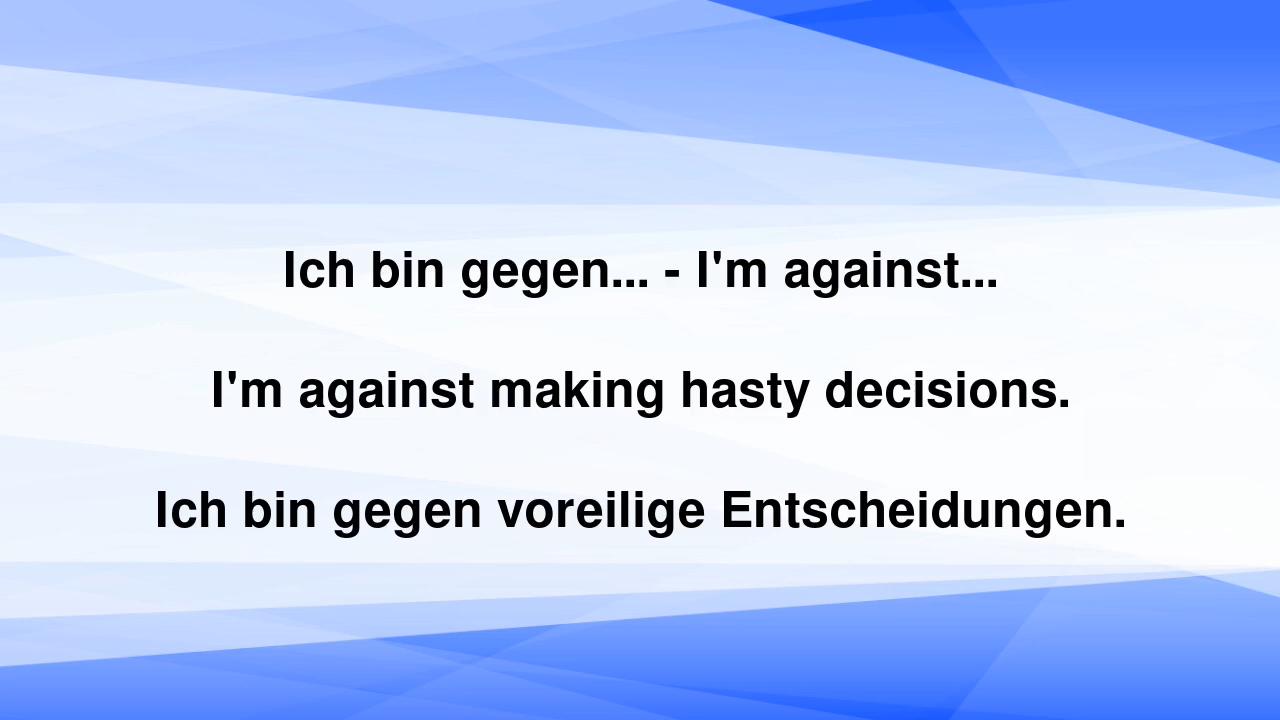 Ich bin gegen... - I'm against...
I'm against making hasty decisions.
Ich bin gegen voreilige Entscheidungen.